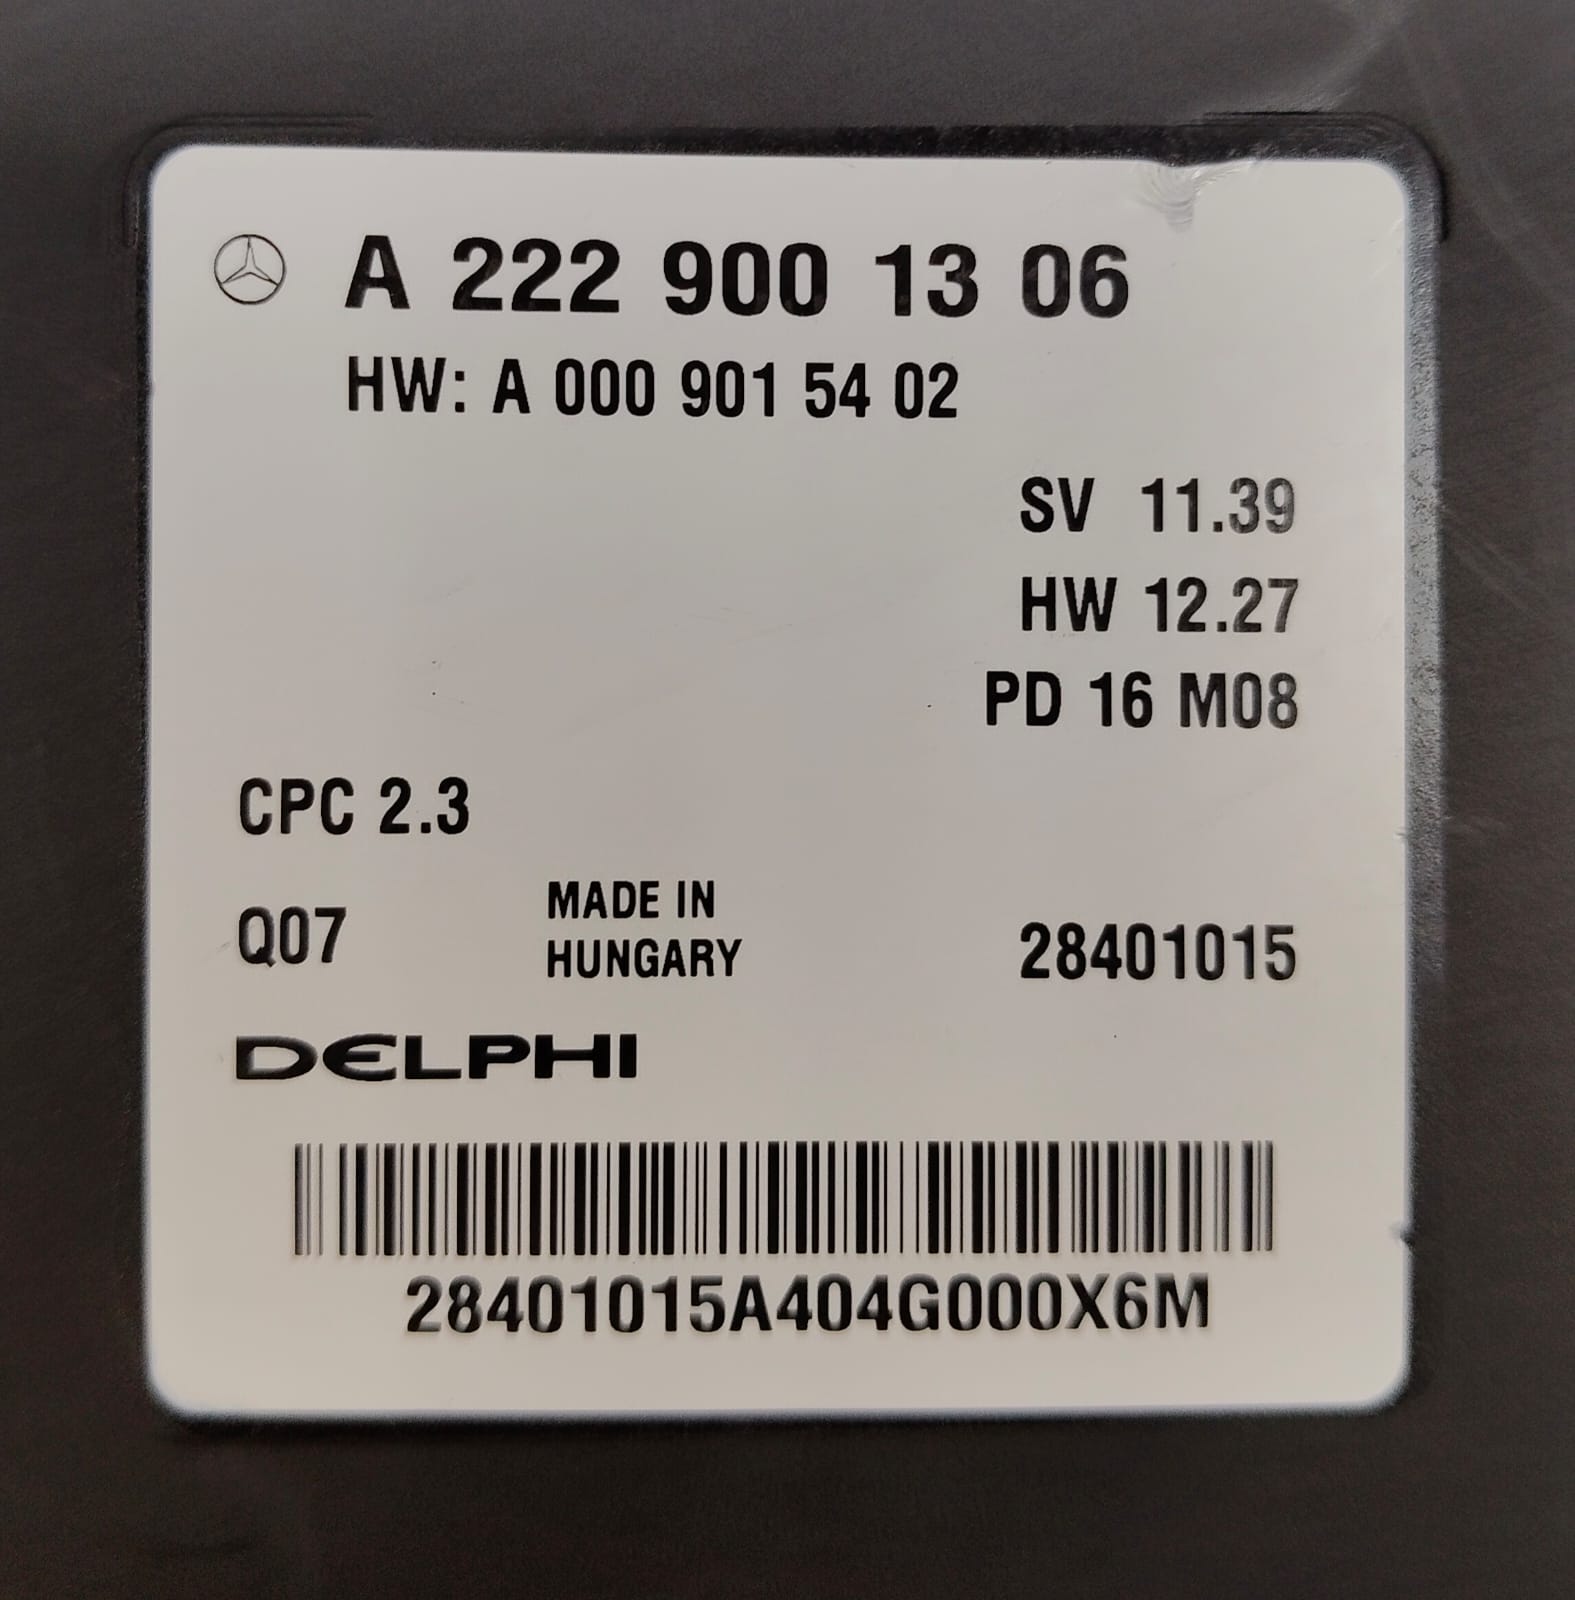 A 222 900 13 06
HW: A 000 901 54 02
SV 11.39
HW 12.27
PD 16 M08
CPC 2.3
Q07
MADE IN
HUNGARY
28401015
DELPHI
28401015A404G000X6M